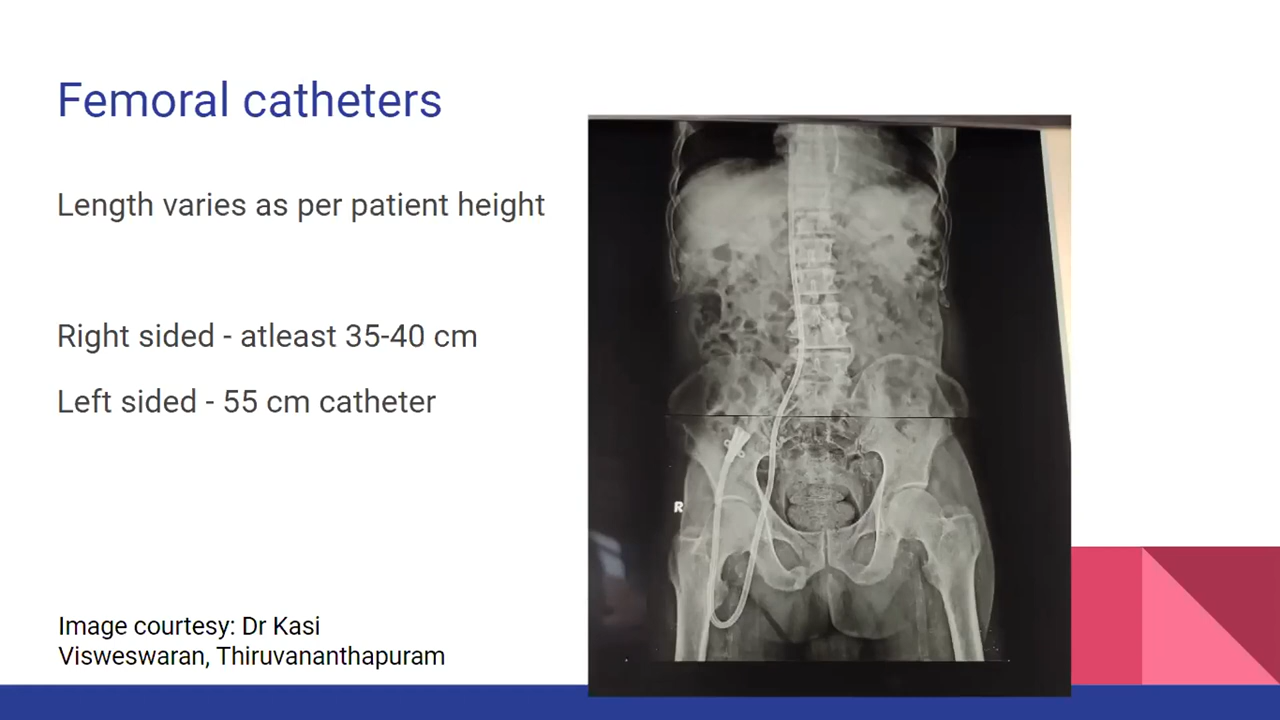 Femoral catheters
Length varies as per patient height
Right sided - atleast 35-40 cm
Left sided - 55 cm catheter
R
Image courtesy: Dr Kasi
Visweswaran, Thiruvananthapuram